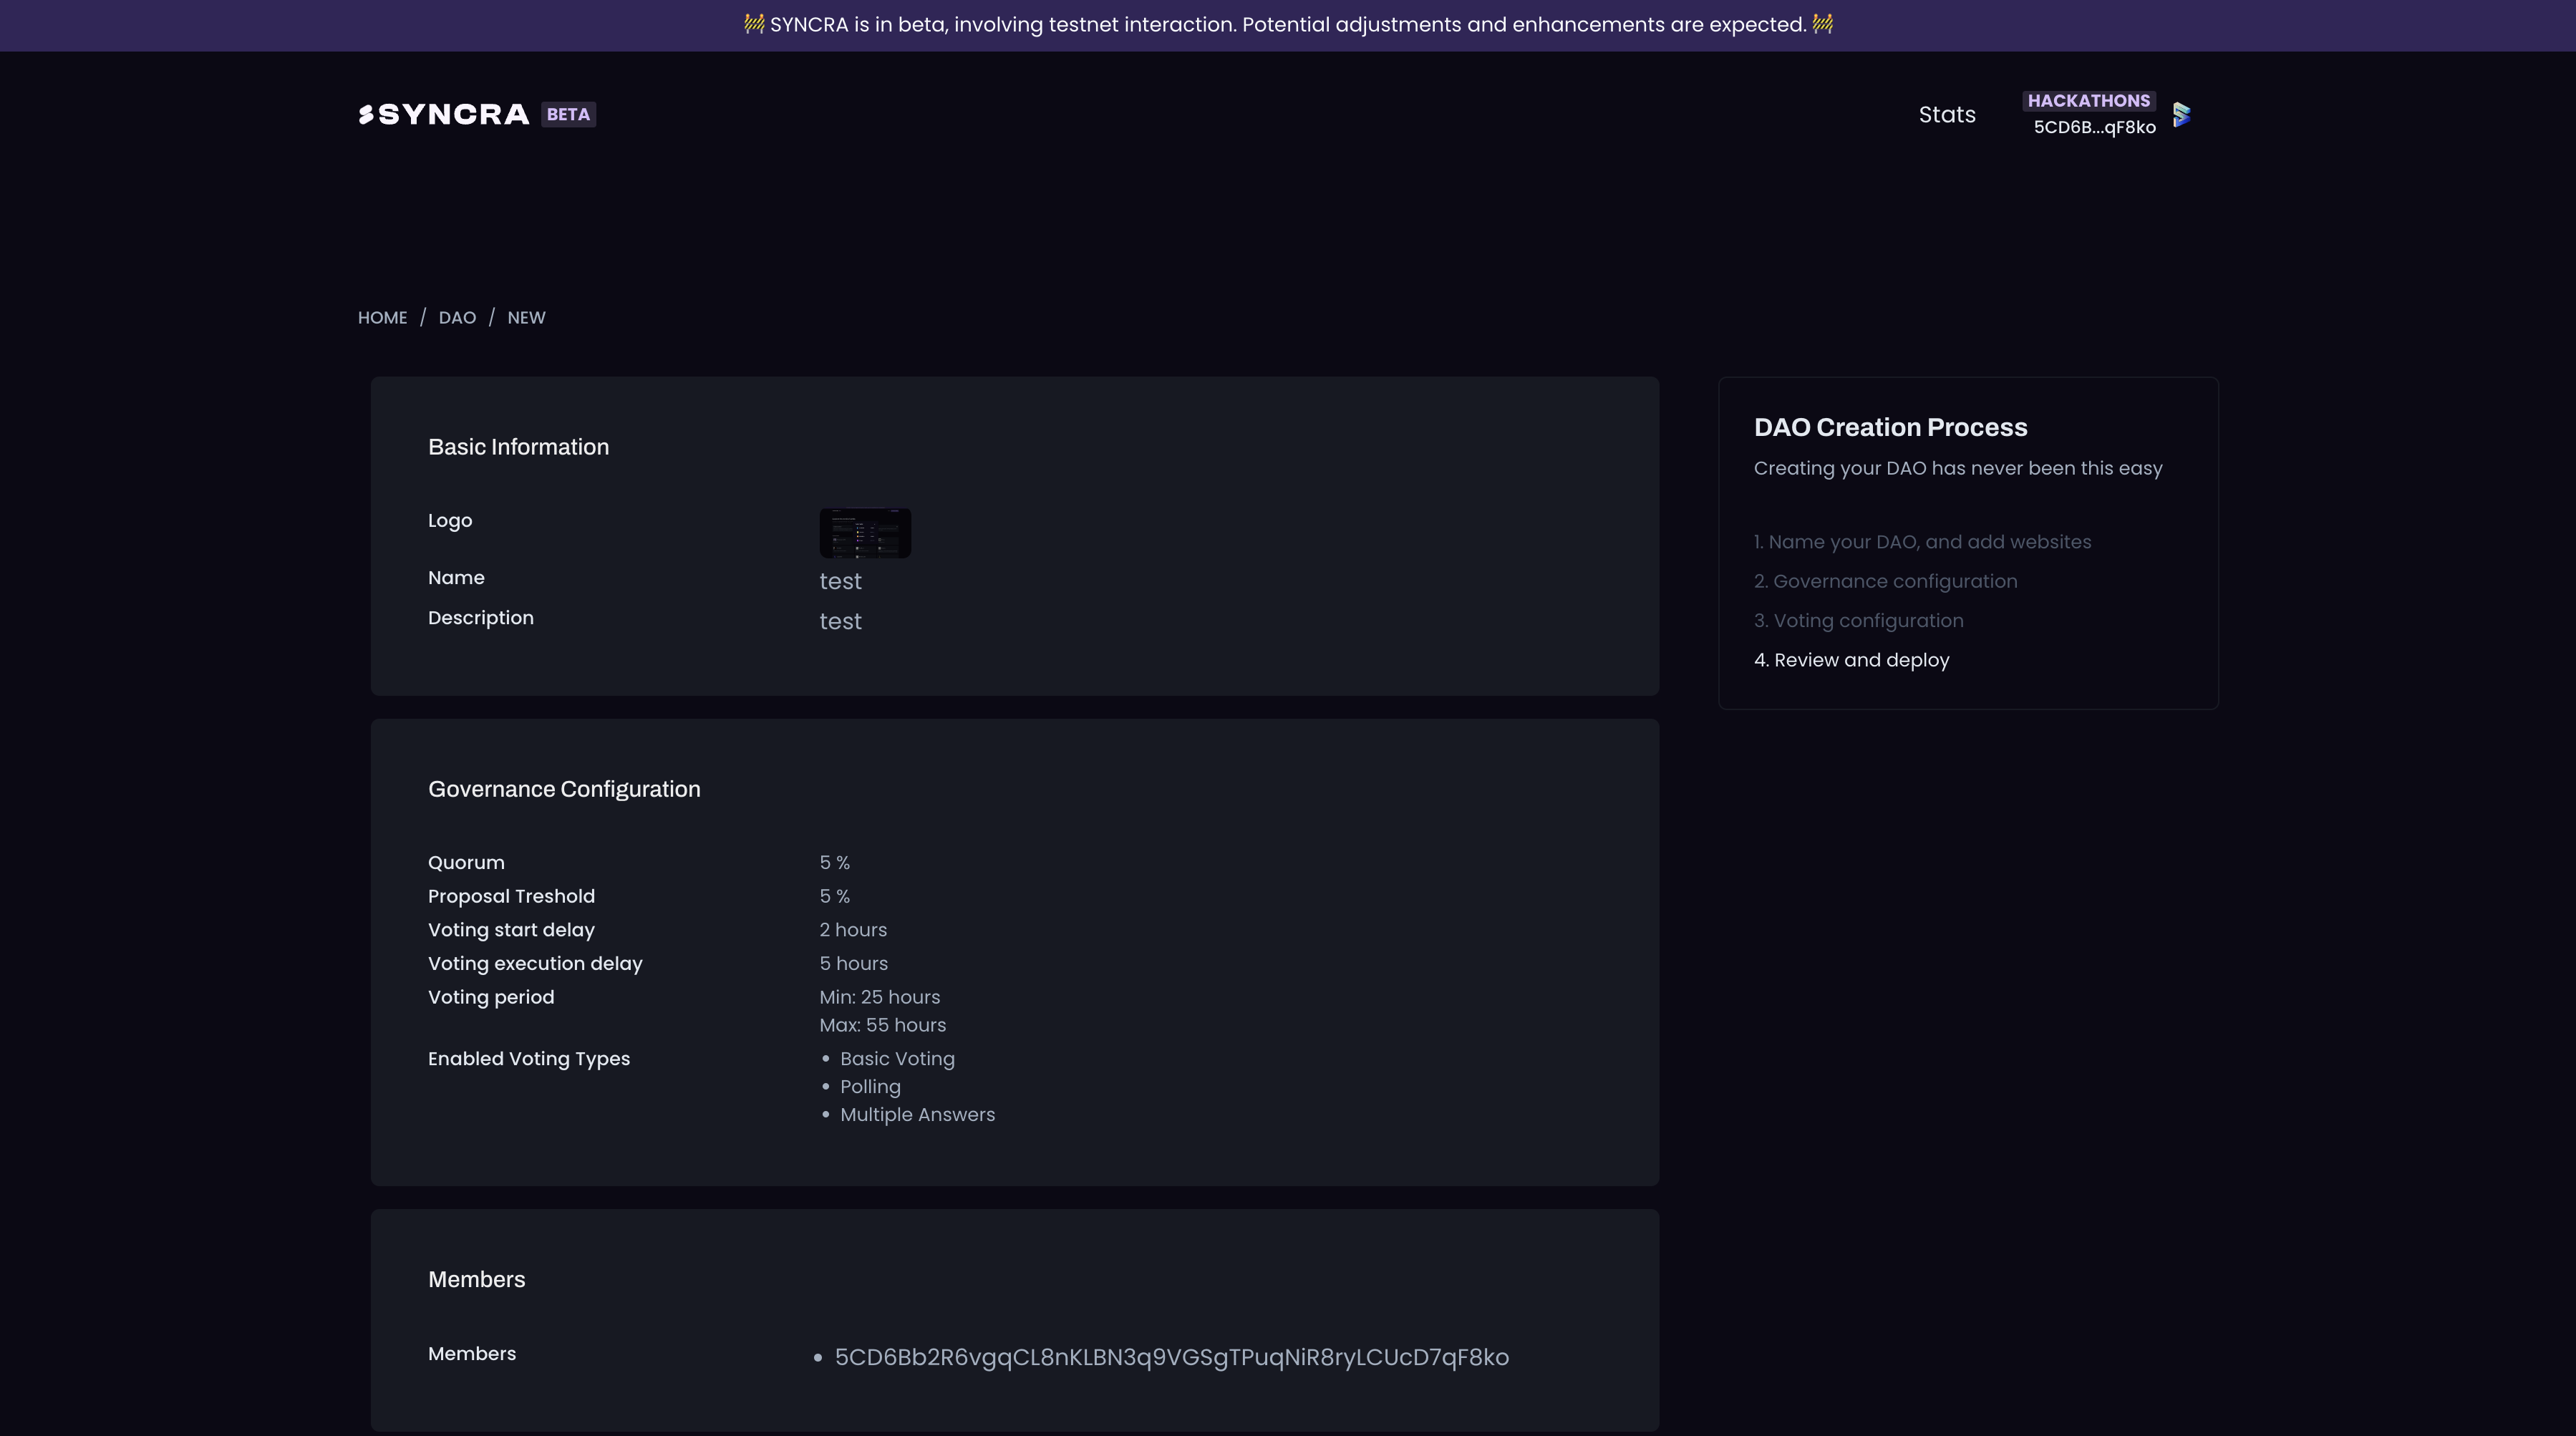 🚧 SYNCRA is in beta, involving testnet interaction. Potential adjustments and enhancements are expected. 🚧
SYNCRA BETA
Stats
HACKATHONS
5CD6B...qF8ko
HOME / DAO / NEW
Basic Information
Logo
Name test
Description test
Governance Configuration
Quorum 5 %
Proposal Treshold 5 %
Voting start delay 2 hours
Voting execution delay 5 hours
Voting period Min: 25 hours
Max: 55 hours
Enabled Voting Types • Basic Voting
• Polling
• Multiple Answers
Members
Members • 5CD6Bb2R6vgqCL8nKLBN3q9VGSgTPuqNiR8ryLCUcD7qF8ko
DAO Creation Process
Creating your DAO has never been this easy
1. Name your DAO, and add websites
2. Governance configuration
3. Voting configuration
4. Review and deploy